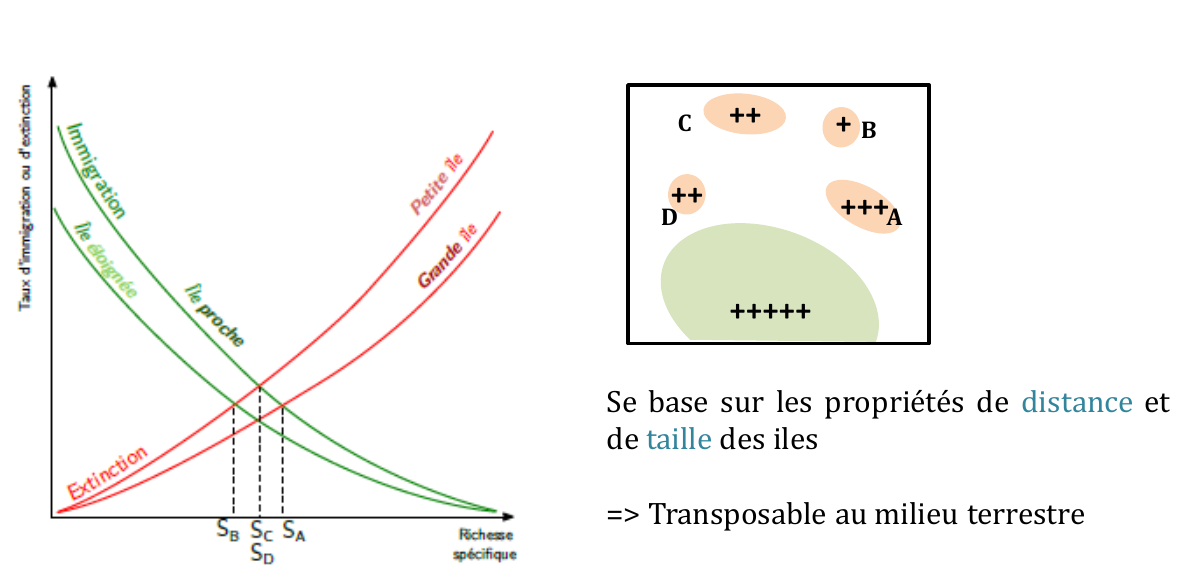 Taux d'immigration ou d'extinction
Immigration
Île éloignée
Île proche
Petite île
Grande île
Extinction
S_B S_C S_A
S_D
Richesse
spécifique
C ++
+ B
++
D
+++A
+++++
Se base sur les propriétés de distance et
de taille des iles
=> Transposable au milieu terrestre